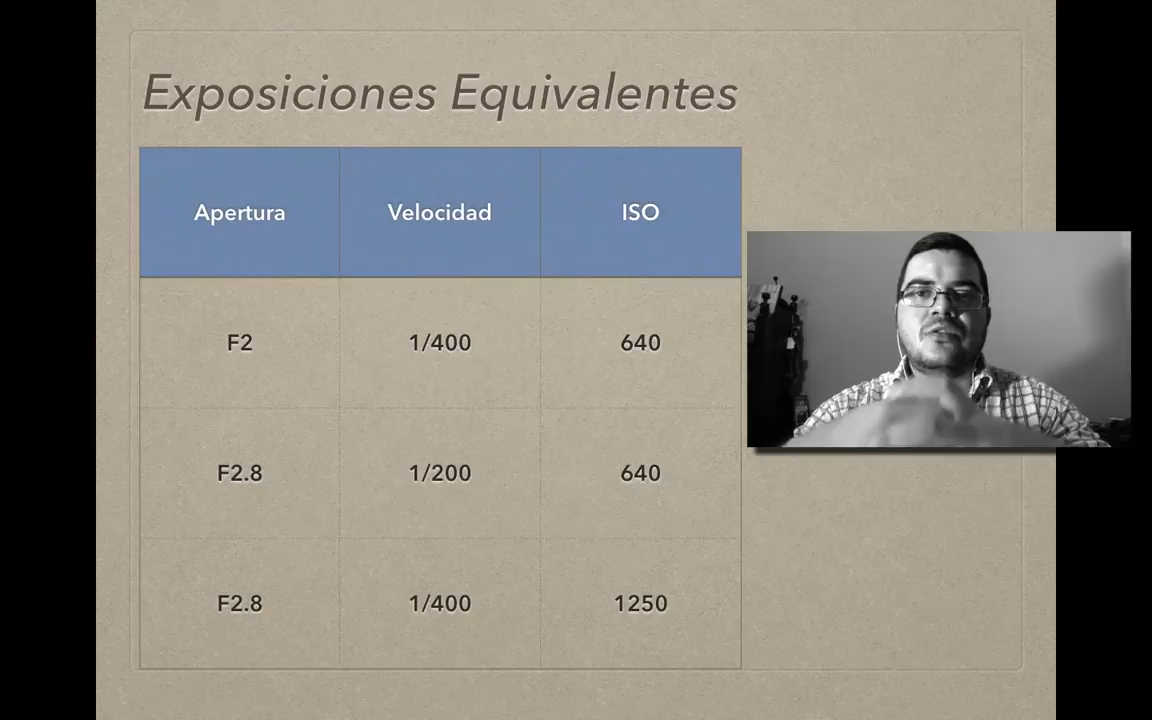 Exposiciones Equivalentes
Apertura Velocidad ISO
F2 1/400 640
F2.8 1/200 640
F2.8 1/400 1250